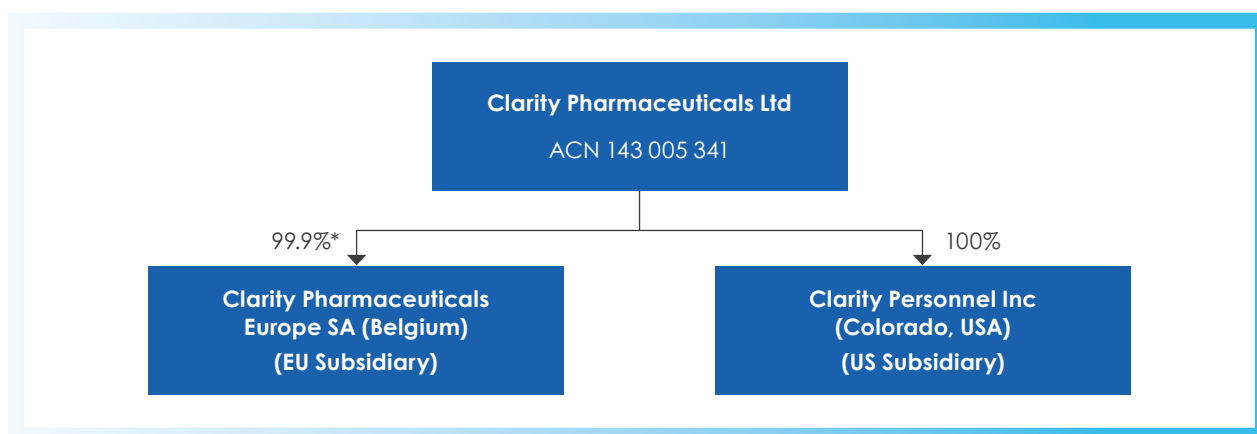 Clarity Pharmaceuticals Ltd
ACN 143 005 341
99.9%*
100%
Clarity Pharmaceuticals
Europe SA (Belgium)
(EU Subsidiary)
Clarity Personnel Inc
(Colorado, USA)
(US Subsidiary)